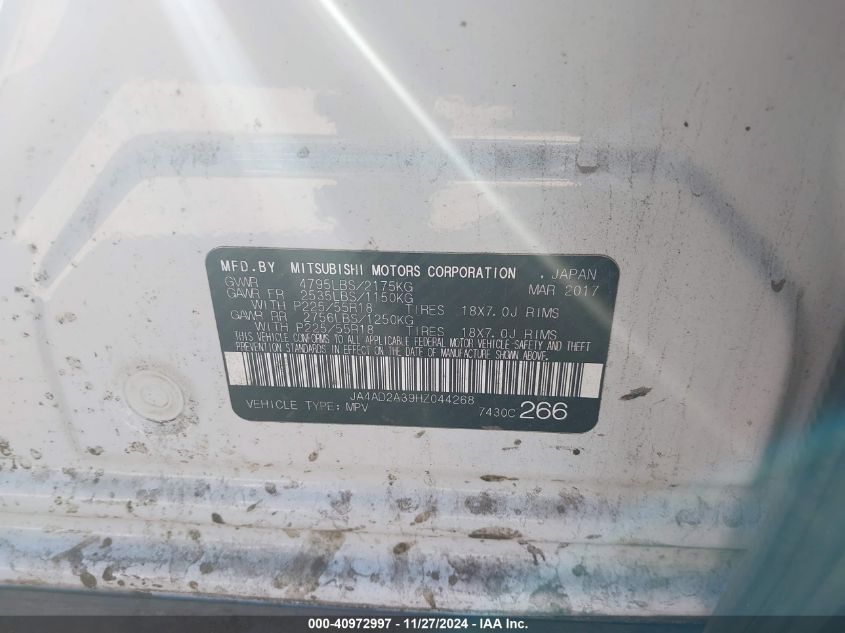 MFD.BY MITSUBISHI MOTORS CORPORATION , JAPAN
GVWR 4795LBS/2175KG MAR 2017
GAWR FR 2535LBS/1150KG
WITH P225/55R18 TIRES 18X7.0J RIMS
GAWR RR 2756LBS/1250KG
WITH P225/55R18 TIRES 18X7.0J RIMS
THIS VEHICLE CONFORMS TO ALL APPLICABLE FEDERAL MOTOR VEHICLE SAFETY AND THEFT
PREVENTION STANDARDS IN EFFECT ON THE DATE OF MANUFACTURE SHOWN ABOVE.
JA4AD2A39HZ044268
VEHICLE TYPE: MPV 7430C 266
000-40972997 - 11/27/2024 - IAA Inc.